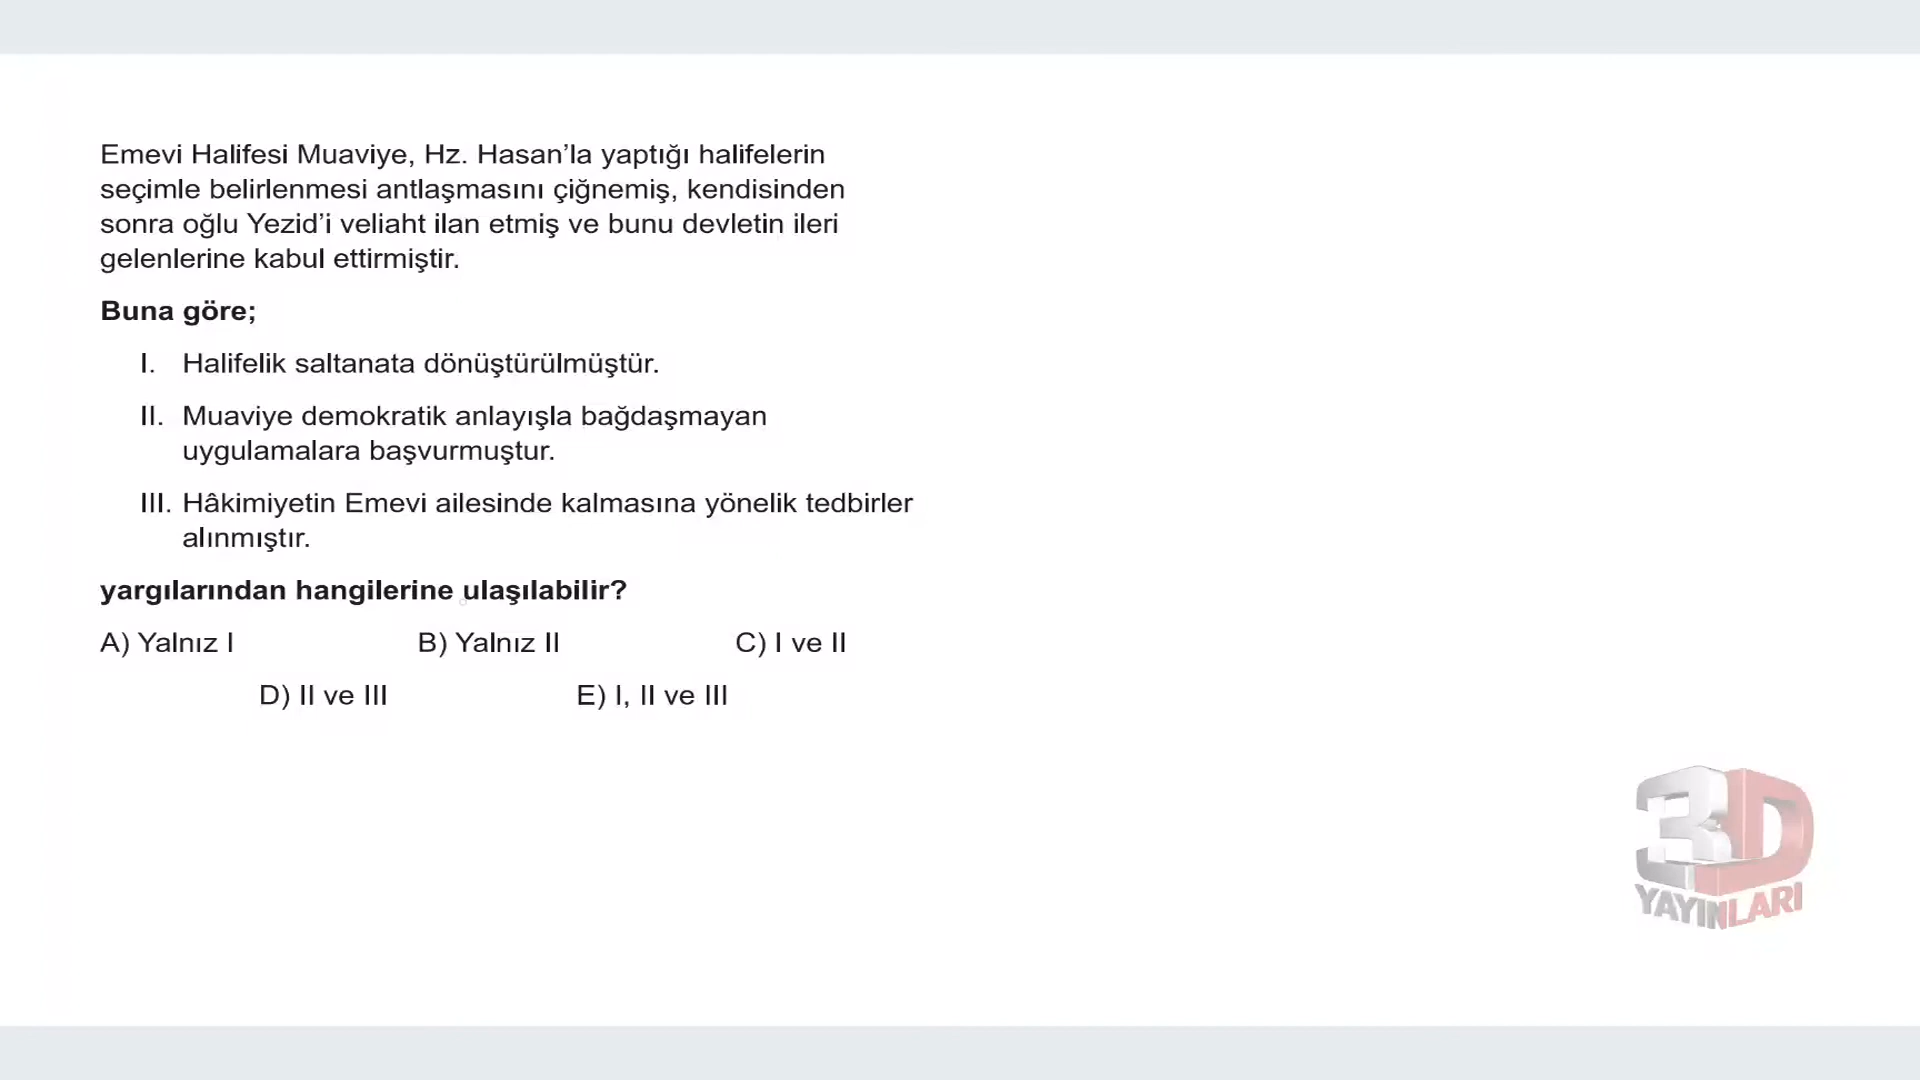 Emevi Halifesi Muaviye, Hz. Hasan’la yaptığı halifelerin
seçimle belirlenmesi antlaşmasını çiğnemiş, kendisinden
sonra oğlu Yezid’i veliaht ilan etmiş ve bunu devletin ileri
gelenlerine kabul ettirmiştir.
Buna göre;
I. Halifelik saltanata dönüştürülmüştür.
II. Muaviye demokratik anlayışla bağdaşmayan
uygulamalara başvurmuştur.
III. Hâkimiyetin Emevi ailesinde kalmasına yönelik tedbirler
alınmıştır.
yargılarından hangilerine ulaşılabilir?
A) Yalnız I B) Yalnız II C) I ve II
D) II ve III E) I, II ve III
3D
YAYINLARI